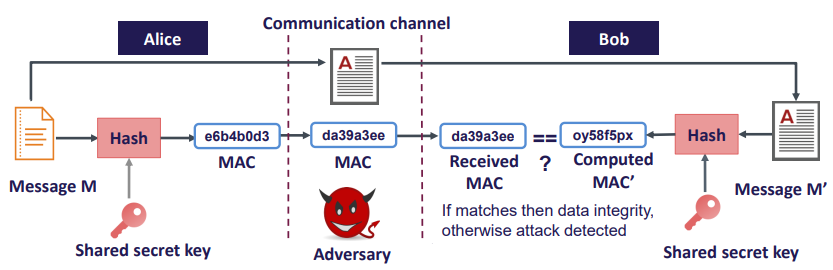 Communication channel
Alice
Bob
A
A
Hash
e6b4b0d3
da39a3ee
da39a3ee
==
oy58f5px
Hash
Message M
MAC
MAC
Received
MAC
?
Computed
MAC’
Message M’
If matches then data integrity,
otherwise attack detected
Shared secret key
Adversary
Shared secret key